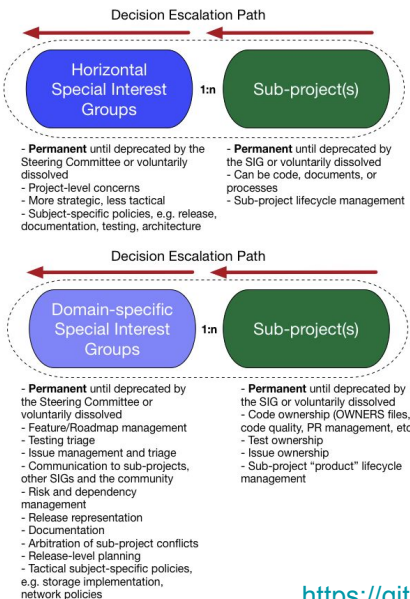 Decision Escalation Path
Horizontal
Special Interest
Groups
1:n
Sub-project(s)
- Permanent until deprecated by the
Steering Committee or voluntarily
dissolved
- Project-level concerns
- More strategic, less tactical
- Subject-specific policies, e.g. release,
documentation, testing, architecture
- Permanent until deprecated by
the SIG or voluntarily dissolved
- Can be code, documents, or
processes
- Sub-project lifecycle management
Decision Escalation Path
Domain-specific
Special Interest
Groups
1:n
Sub-project(s)
- Permanent until deprecated by
the Steering Committee or
voluntarily dissolved
- Feature/Roadmap management
- Testing triage
- Issue management and triage
- Communication to sub-projects,
other SIGs and the community
- Risk and dependency
management
- Release representation
- Documentation
- Arbitration of sub-project conflicts
- Release-level planning
- Tactical subject-specific policies,
e.g. storage implementation,
network policies
- Permanent until deprecated by
the SIG or voluntarily dissolved
- Code ownership (OWNERS files,
code quality, PR management, etc
- Test ownership
- Issue ownership
- Sub-project “product” lifecycle
management
https://git